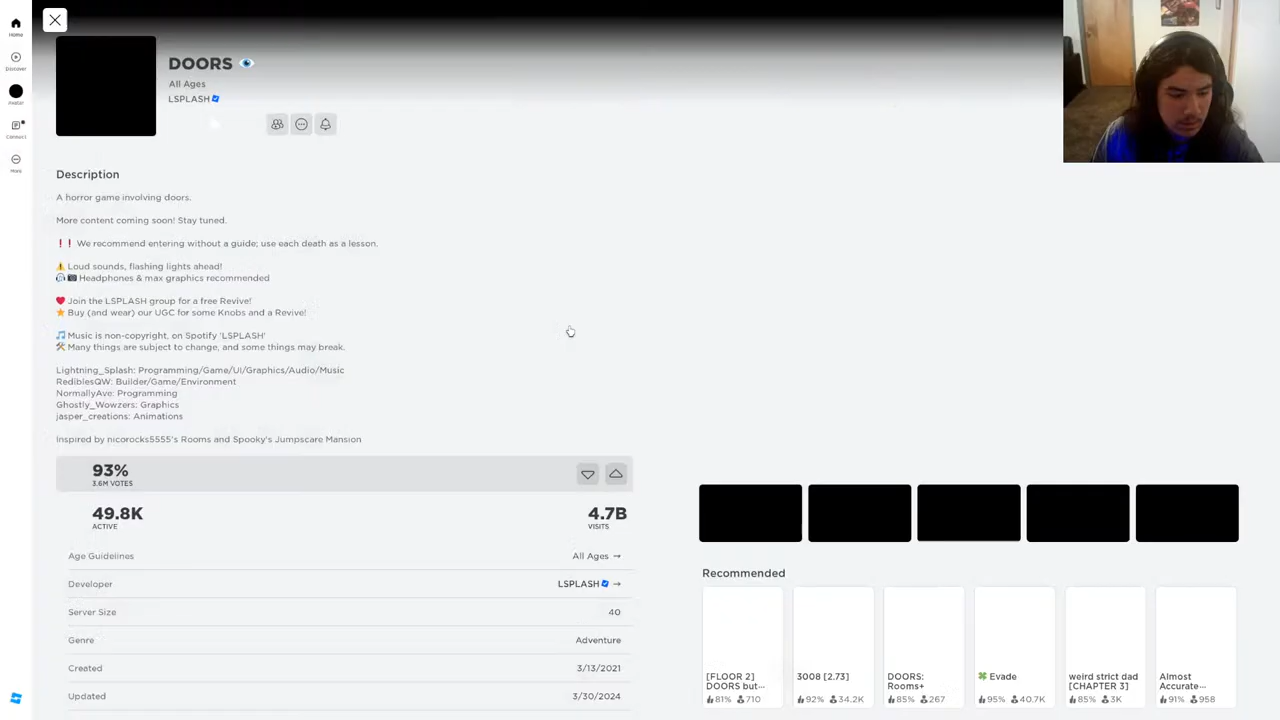 Home
Discover
Avatar
Connect
More
DOORS 👁️
All Ages
LSPLASH
Description
A horror game involving doors.
More content coming soon! Stay tuned.
❗❗ We recommend entering without a guide; use each death as a lesson.
⚠️ Loud sounds, flashing lights ahead!
🎧📷 Headphones & max graphics recommended
❤️ Join the LSPLASH group for a free Revive!
⭐ Buy (and wear) our UGC for some Knobs and a Revive!
🎵 Music is non-copyright, on Spotify 'LSPLASH'
🛠️ Many things are subject to change, and some things may break.
Lightning_Splash: Programming/Game/UI/Graphics/Audio/Music
RediblesQW: Builder/Game/Environment
NormallyAve: Programming
Ghostly_Wowzers: Graphics
jasper_creations: Animations
Inspired by nicorocks5555's Rooms and Spooky's Jumpscare Mansion
93%
3.6M VOTES
49.8K 4.7B
ACTIVE VISITS
Age Guidelines All Ages →
Developer LSPLASH →
Server Size 40
Genre Adventure
Created 3/13/2021
Updated 3/30/2024
Recommended
[FLOOR 2] DOORS but...
81% 710
3008 [2.73]
92% 34.2K
DOORS: Rooms+
85% 267
🍀 Evade
95% 40.7K
weird strict dad [CHAPTER 3]
85% 3K
Almost Accurate...
91% 958